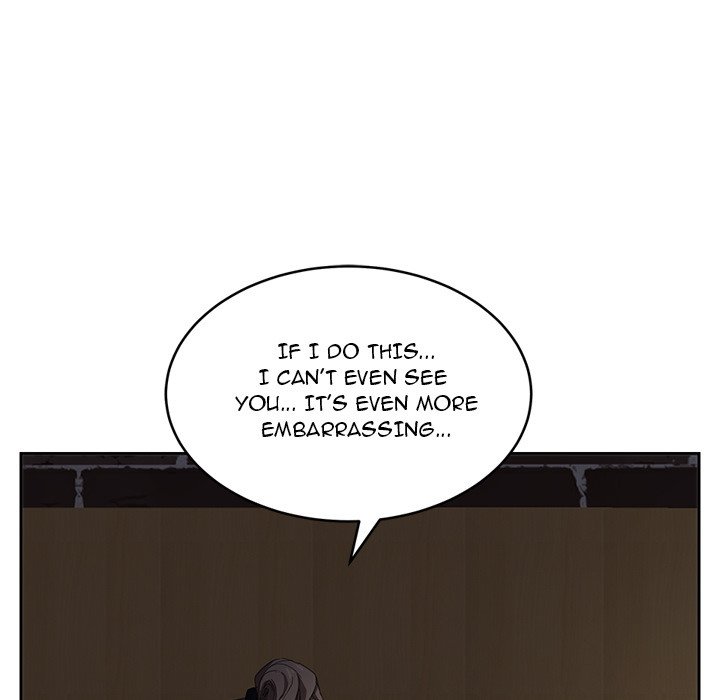 IF I DO THIS...
I CAN'T EVEN SEE
YOU... IT'S EVEN MORE
EMBARRASSING...